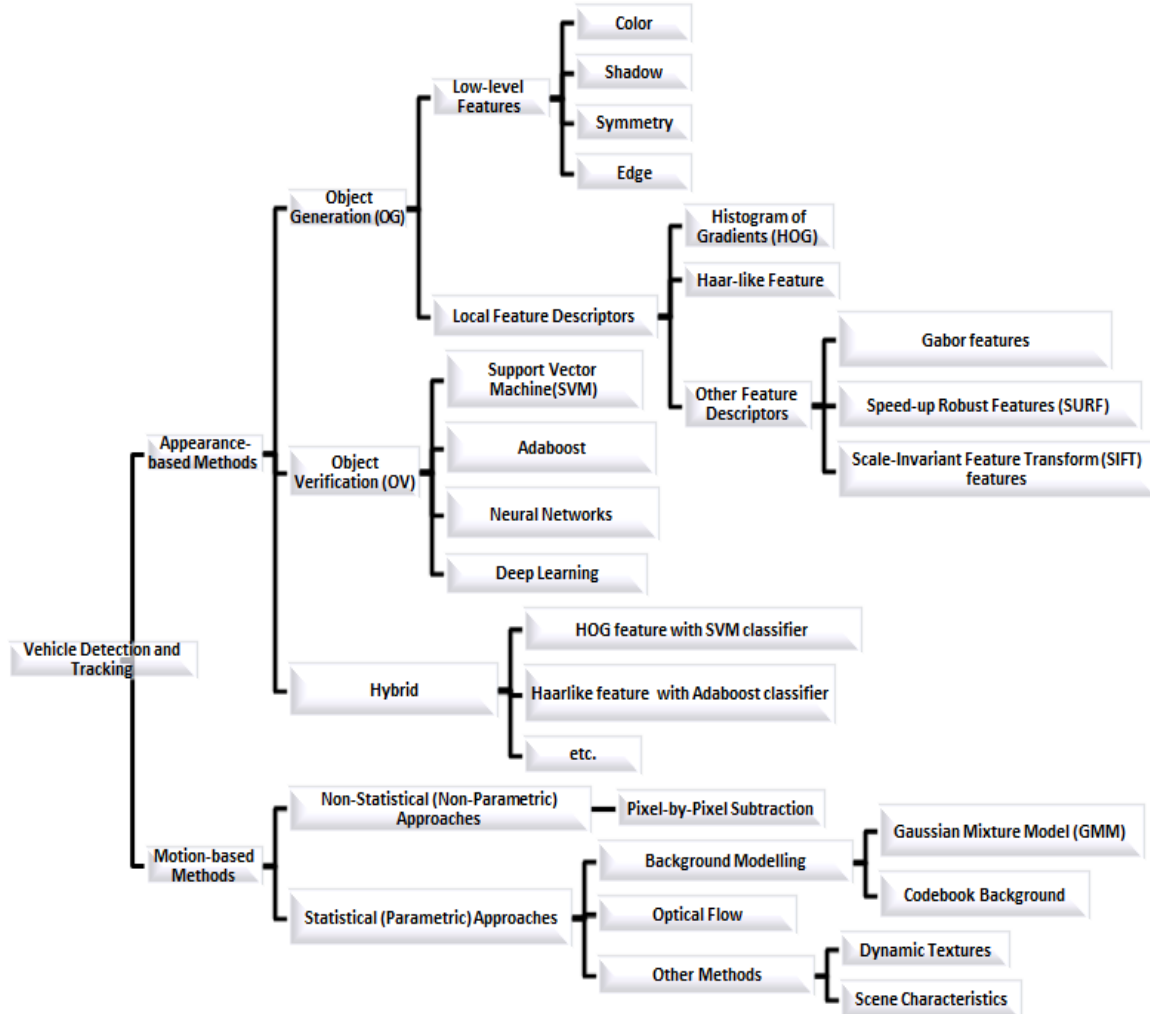 Color
Shadow
Low-level
Features
Symmetry
Edge
Object
Generation (OG)
Histogram of
Gradients (HOG)
Haar-like Feature
Local Feature Descriptors
Gabor features
Other Feature
Descriptors
Speed-up Robust Features (SURF)
Scale-Invariant Feature Transform (SIFT)
features
Support Vector
Machine(SVM)
Adaboost
Appearance-
based Methods
Object
Verification (OV)
Neural Networks
Deep Learning
Vehicle Detection and
Tracking
HOG feature with SVM classifier
Hybrid
Haarlike feature with Adaboost classifier
etc.
Non-Statistical (Non-Parametric)
Approaches
Pixel-by-Pixel Subtraction
Motion-based
Methods
Gaussian Mixture Model (GMM)
Background Modelling
Codebook Background
Statistical (Parametric) Approaches
Optical Flow
Dynamic Textures
Other Methods
Scene Characteristics